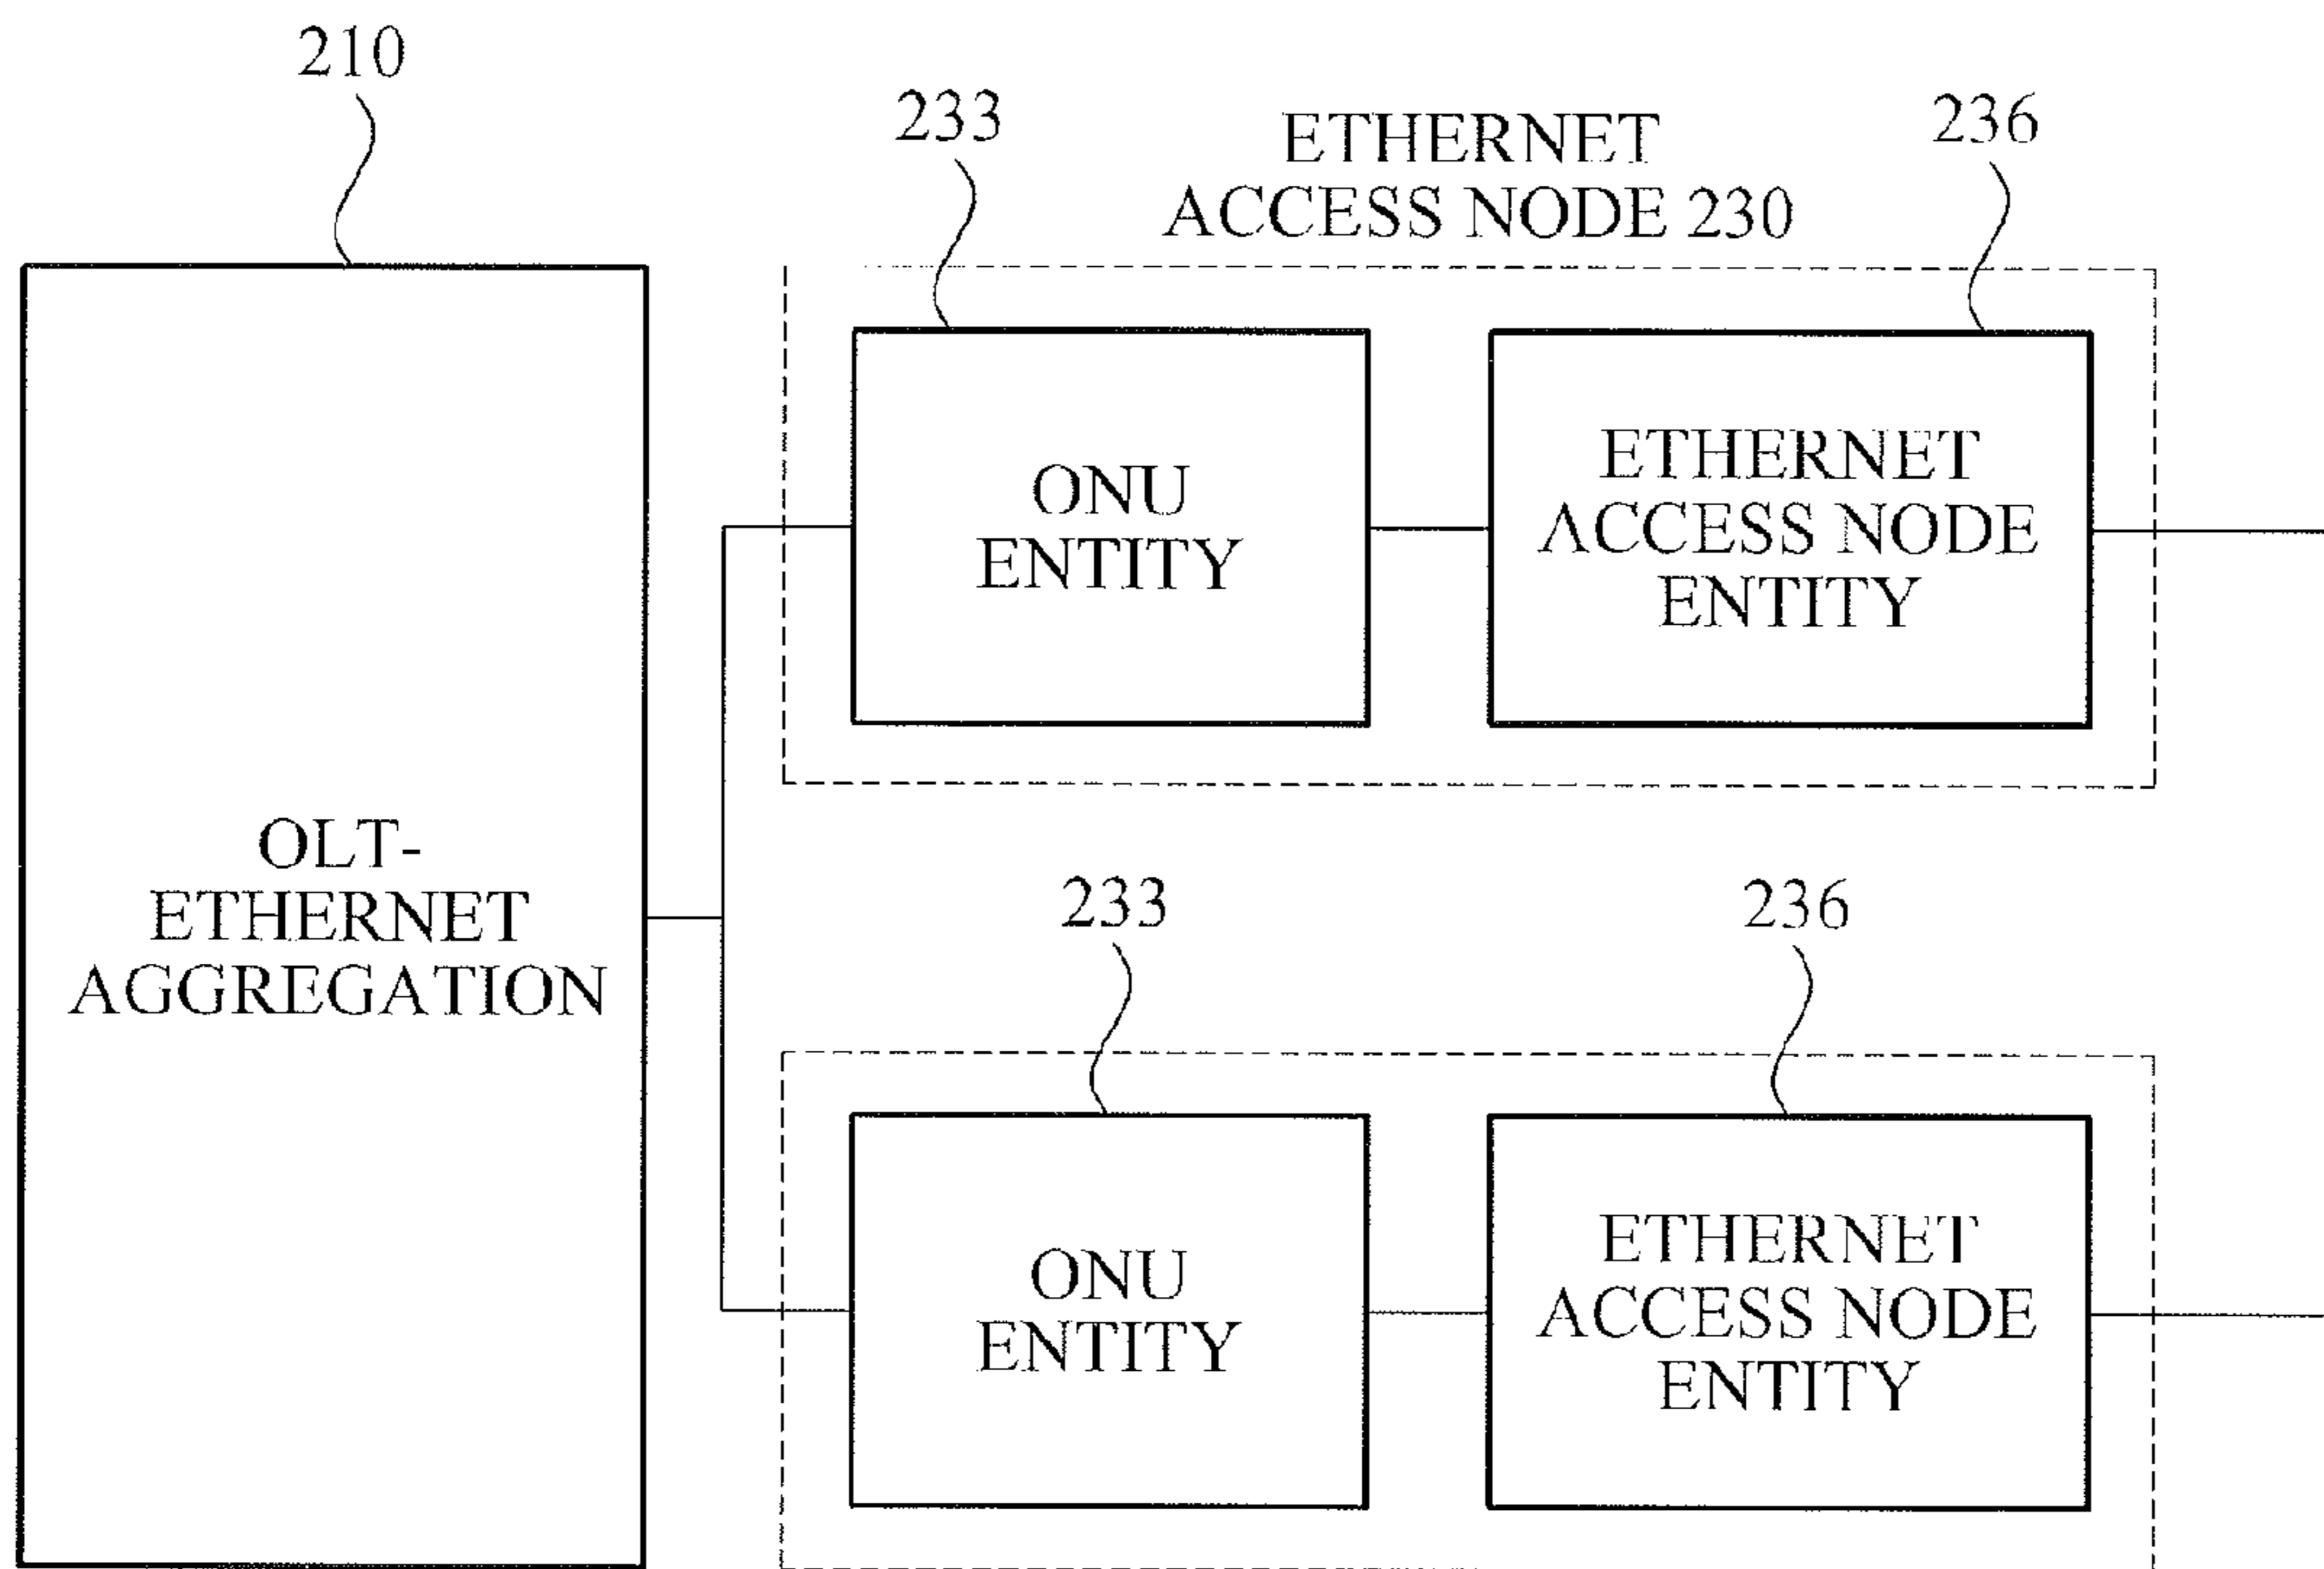 210
233
ETHERNET
ACCESS NODE 230
236
ONU
ENTITY
ETHERNET
ACCESS NODE
ENTITY
OLT-
ETHERNET
AGGREGATION
233
236
ONU
ENTITY
ETHERNET
ACCESS NODE
ENTITY